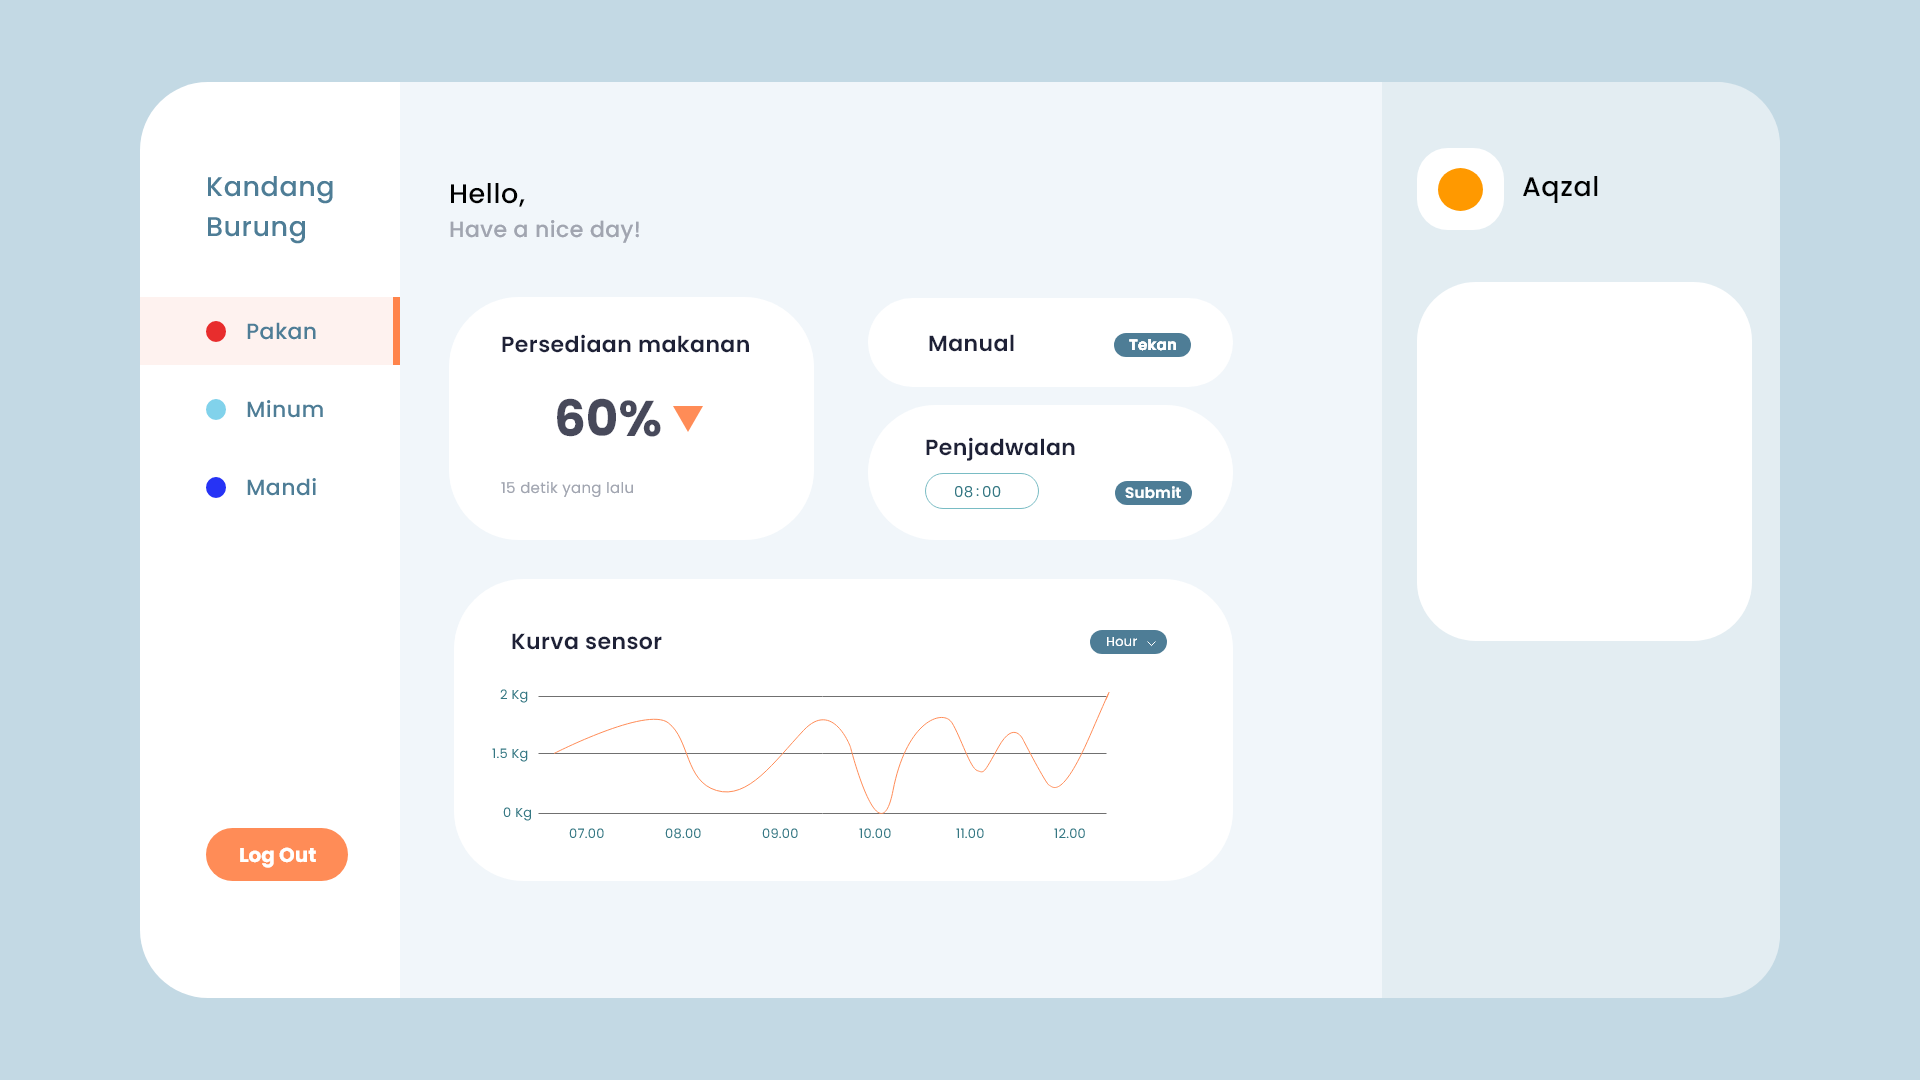 Kandang
Burung
Pakan
Minum
Mandi
Log Out
Hello,
Have a nice day!
Persediaan makanan
60%
15 detik yang lalu
Manual
Tekan
Penjadwalan
08:00
Submit
Kurva sensor
Hour
2 Kg
1.5 Kg
0 Kg
07.00 08.00 09.00 10.00 11.00 12.00
Aqzal